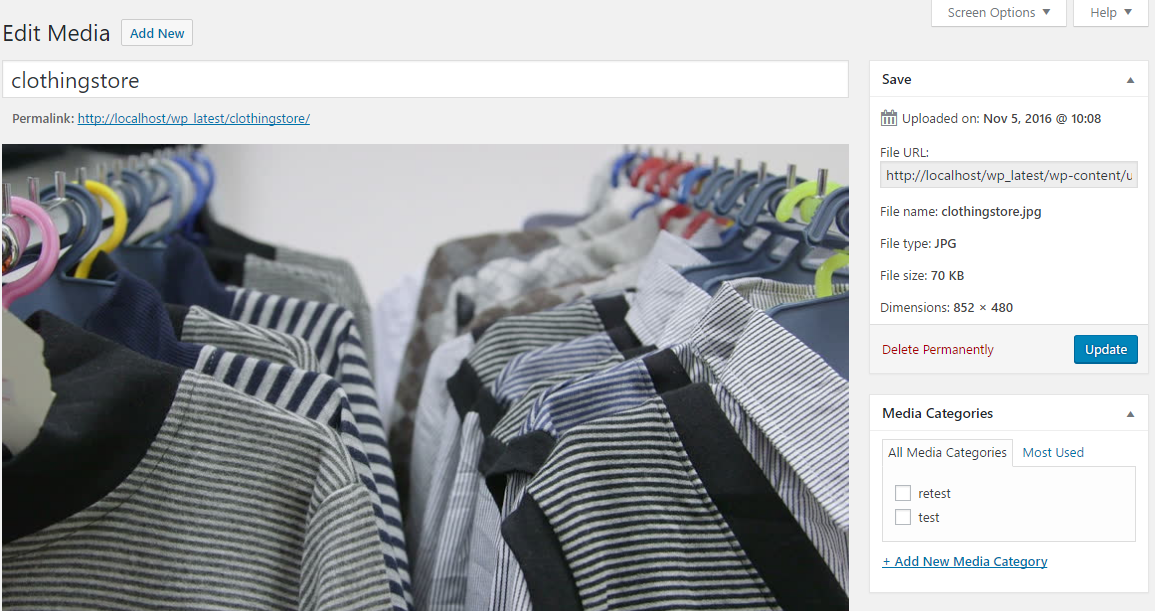 Screen Options ▼ Help ▼
Edit Media Add New
clothingstore
Permalink: http://localhost/wp_latest/clothingstore/
Save
Uploaded on: Nov 5, 2016 @ 10:08
File URL:
http://localhost/wp_latest/wp-content/u
File name: clothingstore.jpg
File type: JPG
File size: 70 KB
Dimensions: 852 × 480
Delete Permanently Update
Media Categories
All Media Categories Most Used
retest
test
+ Add New Media Category